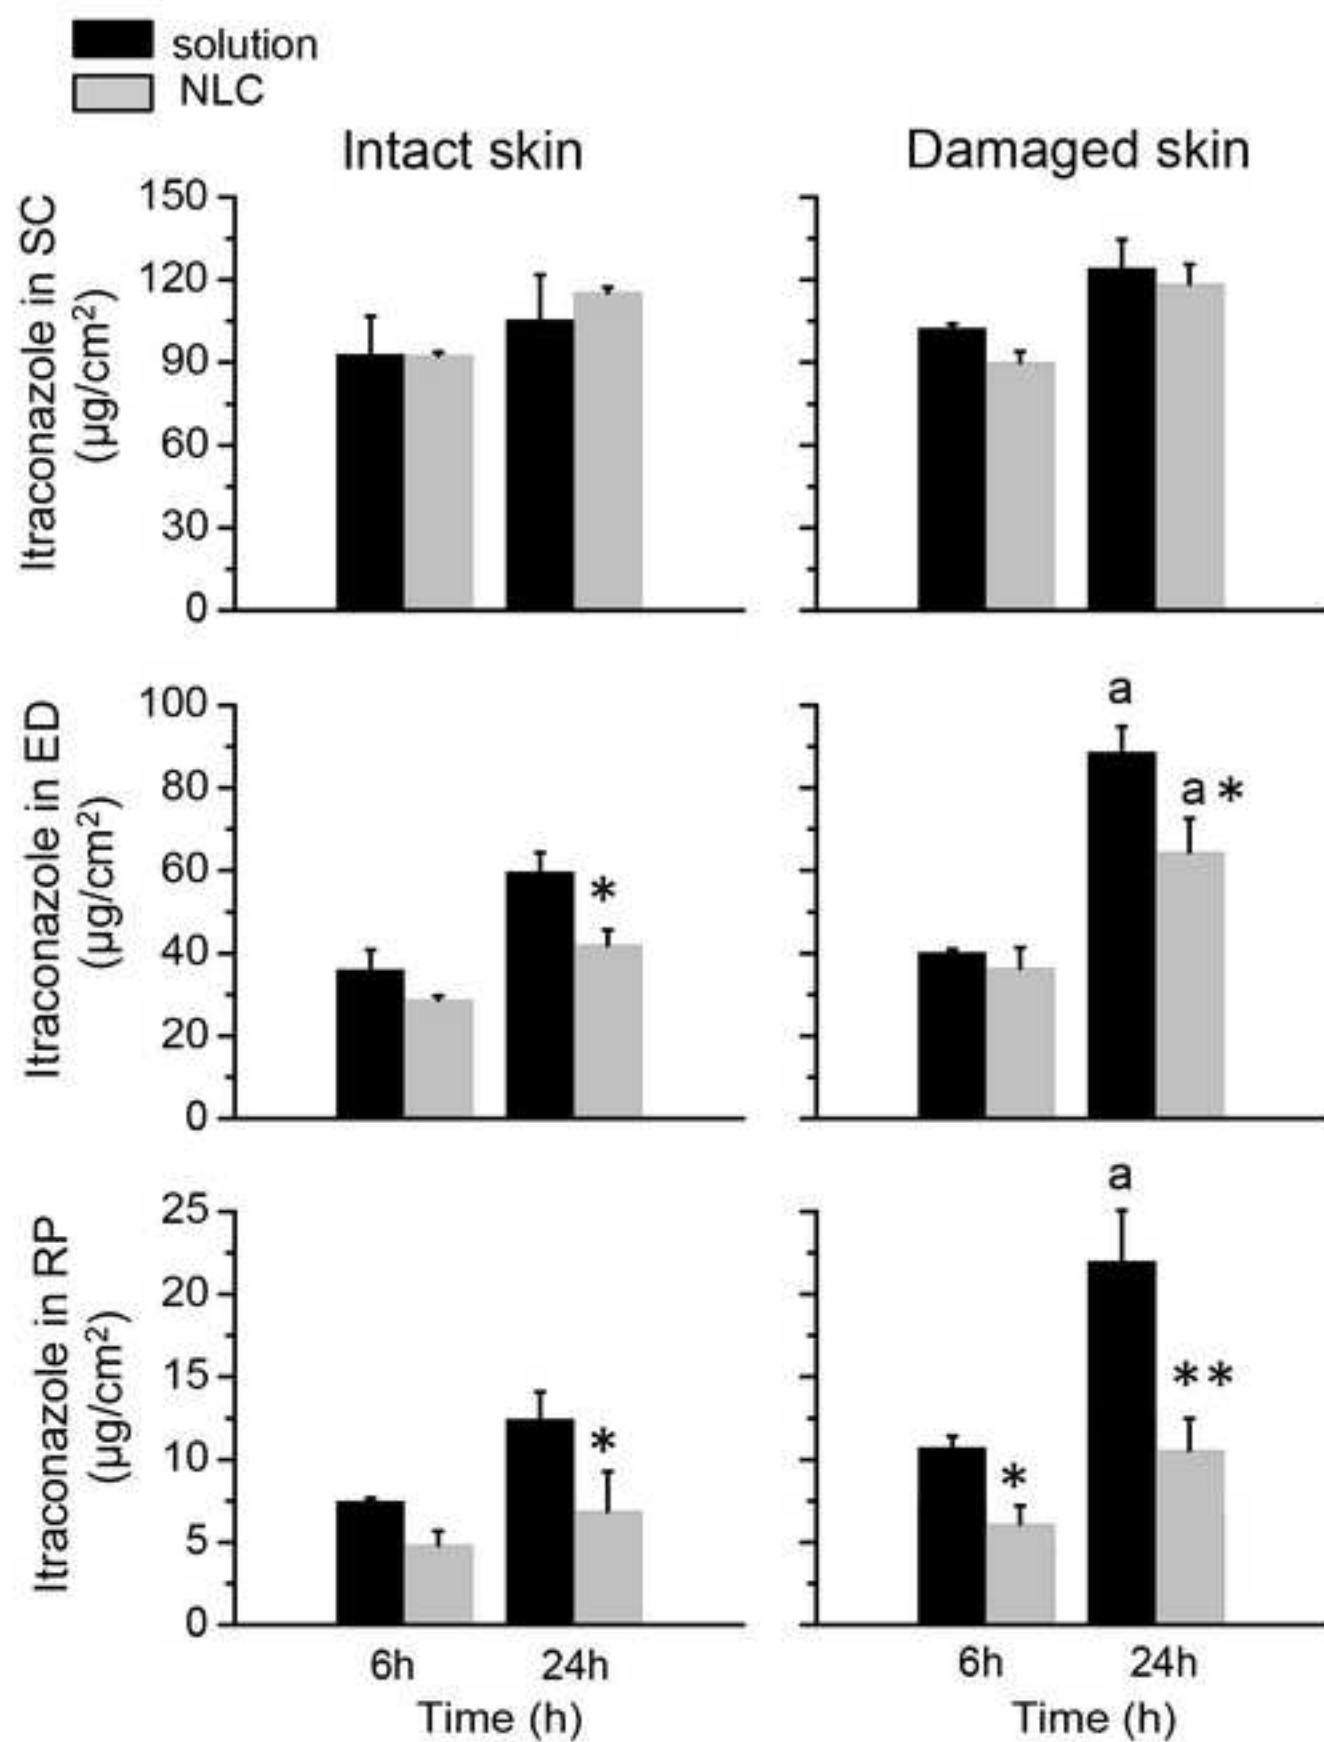 solution
NLC
Intact skin
Damaged skin
Itraconazole in SC
(µg/cm²)
150
120
90
60
30
0
Itraconazole in ED
(µg/cm²)
100
80
60
40
20
0
*
a
a *
Itraconazole in RP
(µg/cm²)
25
20
15
10
5
0
*
*
a
**
6h
24h
Time (h)
6h
24h
Time (h)